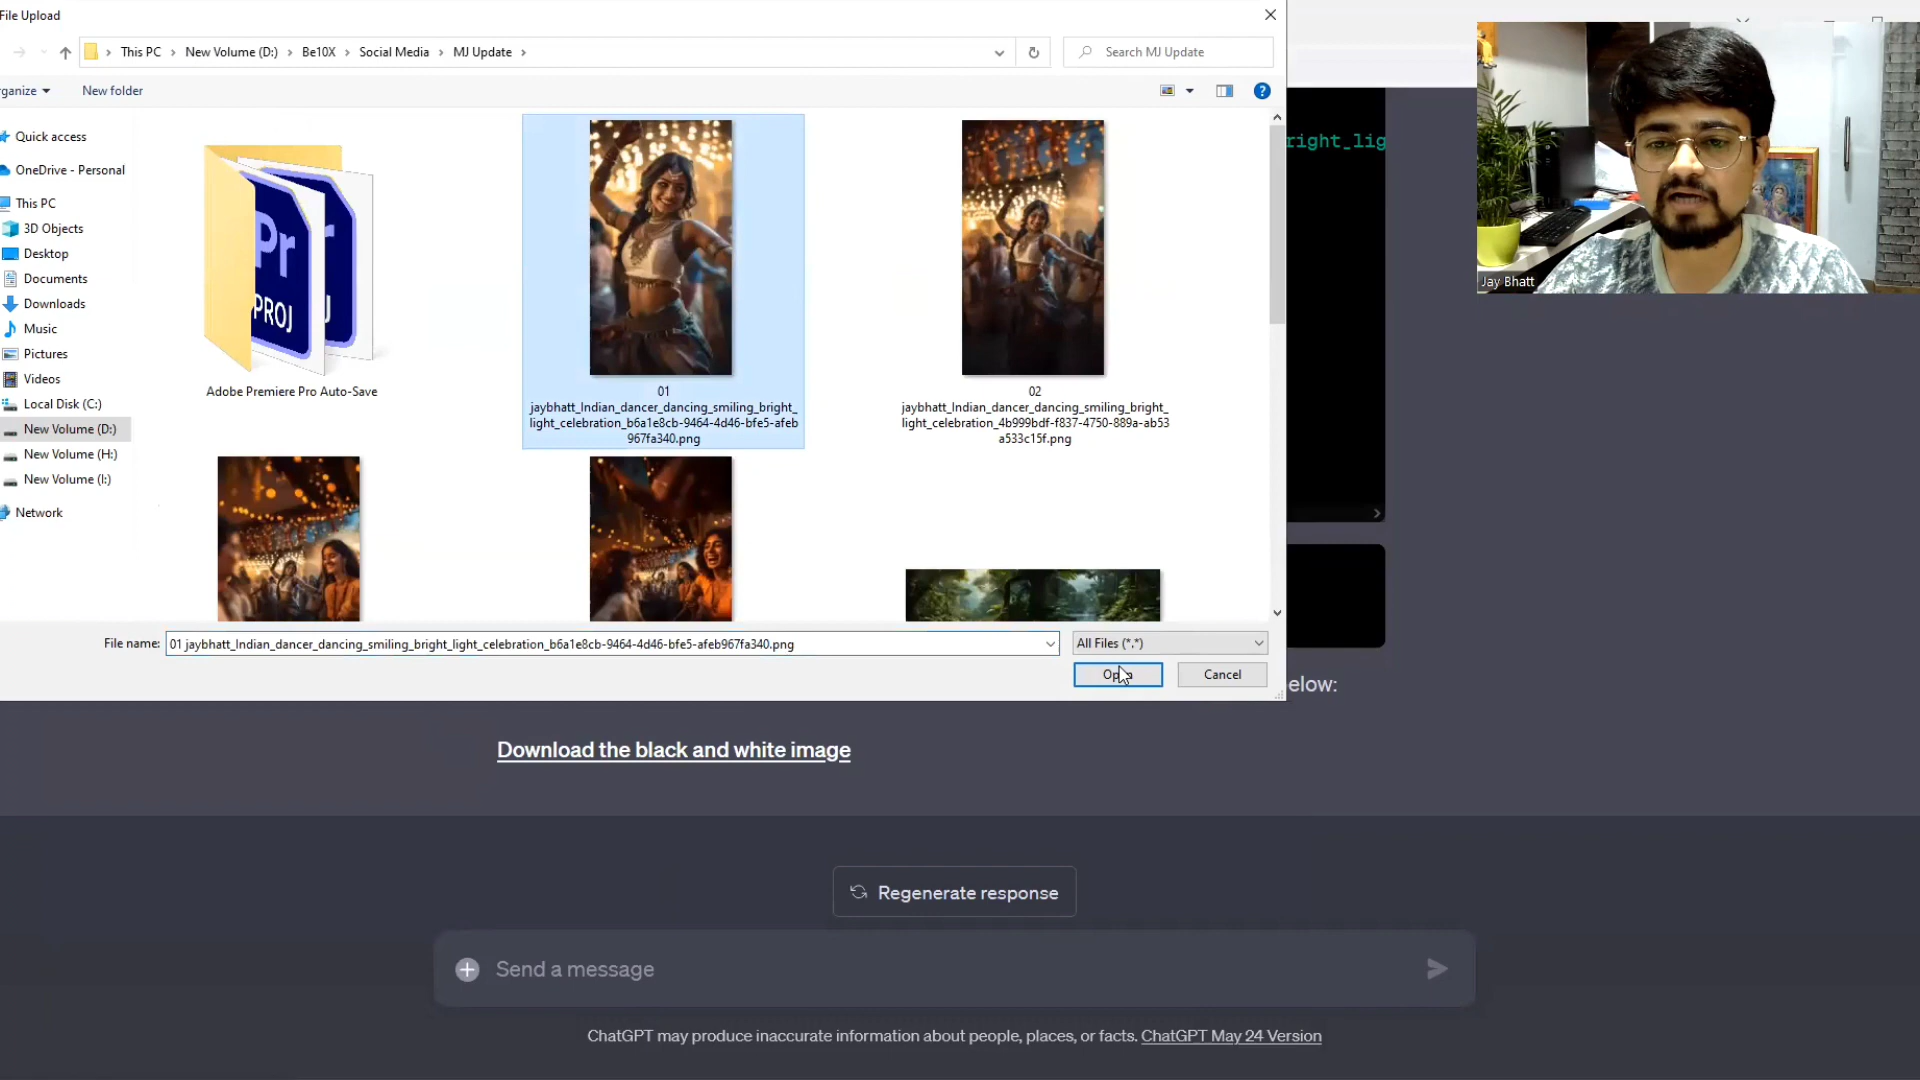 File Upload
This PC > New Volume (D:) > Be10X > Social Media > MJ Update >
Search MJ Update
rganize
New folder
Quick access
OneDrive - Personal
This PC
3D Objects
Desktop
Documents
Downloads
Music
Pictures
Videos
Local Disk (C:)
New Volume (D:)
New Volume (H:)
New Volume (I:)
Network
Pr
PROJ
Adobe Premiere Pro Auto-Save
01
jaybhatt_Indian_dancer_dancing_smiling_bright_
light_celebration_b6a1e8cb-9464-4d46-bfe5-afeb
967fa340.png
02
jaybhatt_Indian_dancer_dancing_smiling_bright_
light_celebration_4b999bdf-f837-4750-889a-ab53
a533c15f.png
File name:
01 jaybhatt_Indian_dancer_dancing_smiling_bright_light_celebration_b6a1e8cb-9464-4d46-bfe5-afeb967fa340.png
All Files (*.*)
Open
Cancel
right_lig
Jay Bhatt
elow:
Download the black and white image
Regenerate response
Send a message
ChatGPT may produce inaccurate information about people, places, or facts. ChatGPT May 24 Version